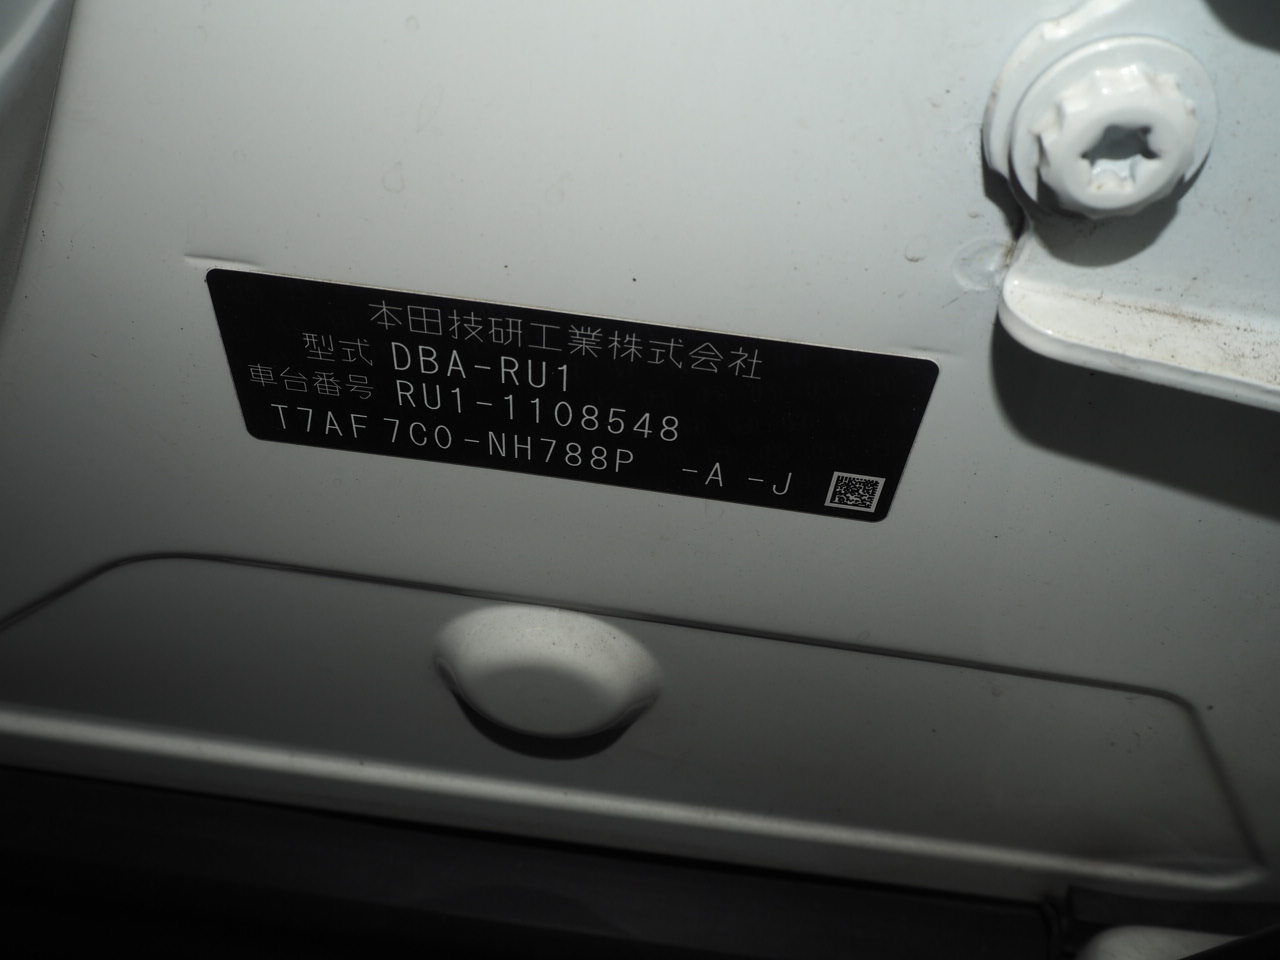 本田技研工業株式会社
型式 DBA-RU1
車台番号 RU1-1108548
T7AF7C0-NH788P -A -J